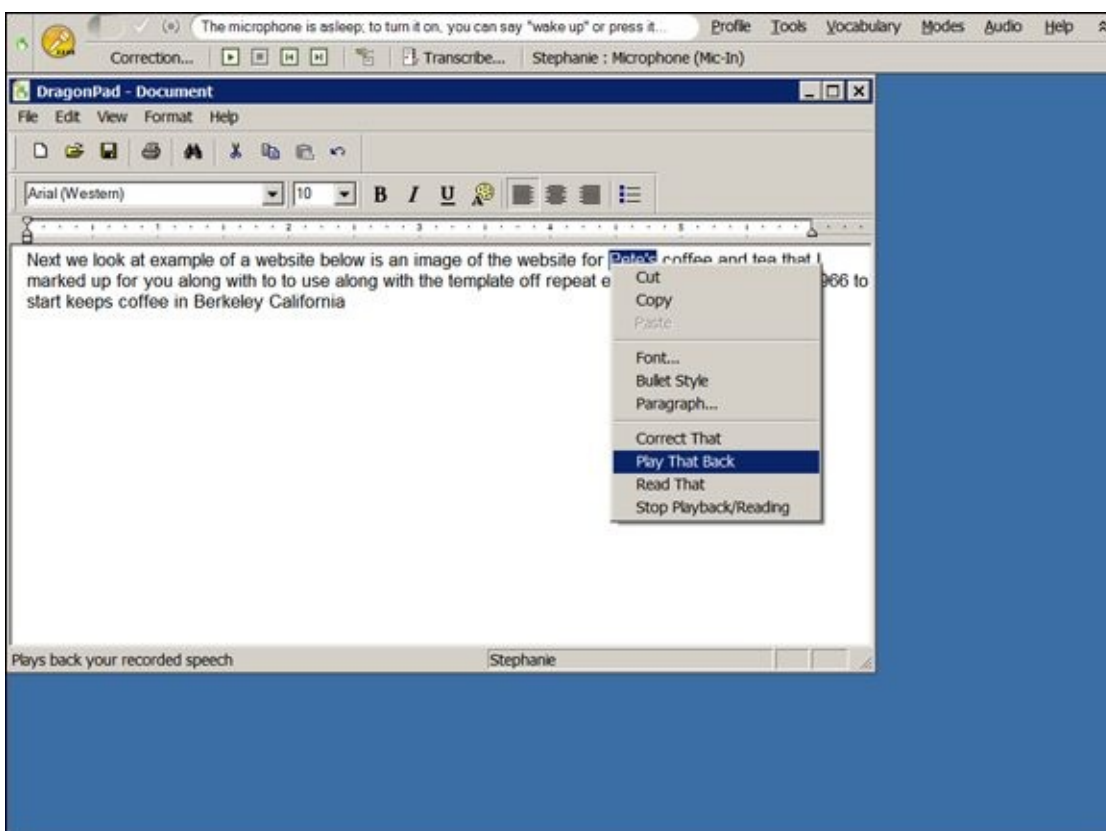 The microphone is asleep; to turn it on, you can say "wake up" or press it...
Profile Tools Vocabulary Modes Audio Help
Correction... Transcribe... Stephanie : Microphone (Mic-In)
DragonPad - Document
File Edit View Format Help
Arial (Western) 10 B I U
1 2 3 4 5
Next we look at example of a website below is an image of the website for Pete's coffee and tea that I
marked up for you along with to to use along with the template off repeat e 966 to
start keeps coffee in Berkeley California
Cut
Copy
Paste
Font...
Bullet Style
Paragraph...
Correct That
Play That Back
Read That
Stop Playback/Reading
Plays back your recorded speech Stephanie